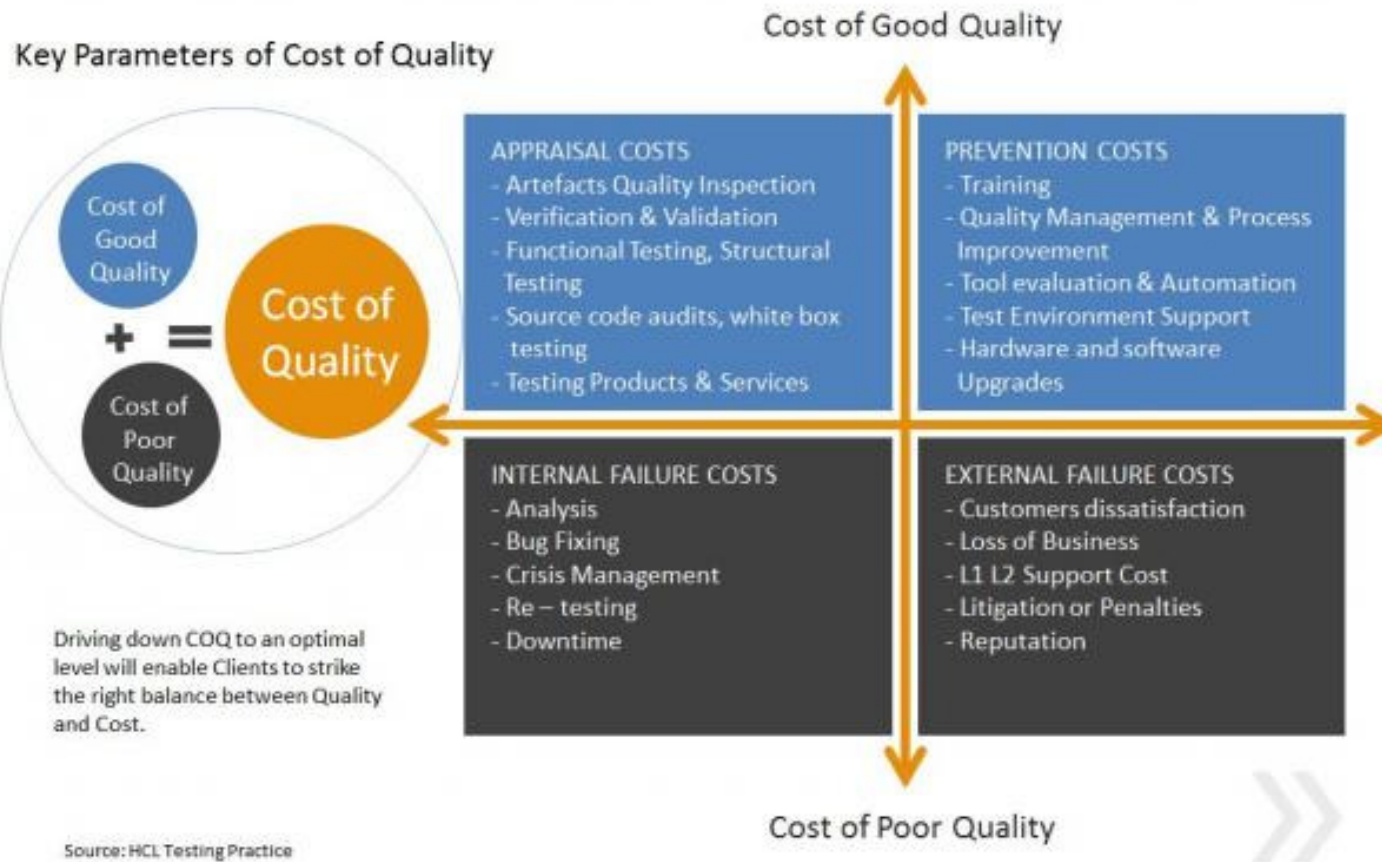 Cost of Good Quality
Key Parameters of Cost of Quality
Cost of
Good
Quality
+ =
Cost of
Quality
Cost of
Poor
Quality
APPRAISAL COSTS
- Artefacts Quality Inspection
- Verification & Validation
- Functional Testing, Structural
Testing
- Source code audits, white box
testing
- Testing Products & Services
PREVENTION COSTS
- Training
- Quality Management & Process
Improvement
- Tool evaluation & Automation
- Test Environment Support
- Hardware and software
Upgrades
INTERNAL FAILURE COSTS
- Analysis
- Bug Fixing
- Crisis Management
- Re – testing
- Downtime
EXTERNAL FAILURE COSTS
- Customers dissatisfaction
- Loss of Business
- L1 L2 Support Cost
- Litigation or Penalties
- Reputation
Driving down COQ to an optimal
level will enable Clients to strike
the right balance between Quality
and Cost.
Cost of Poor Quality
Source: HCL Testing Practice